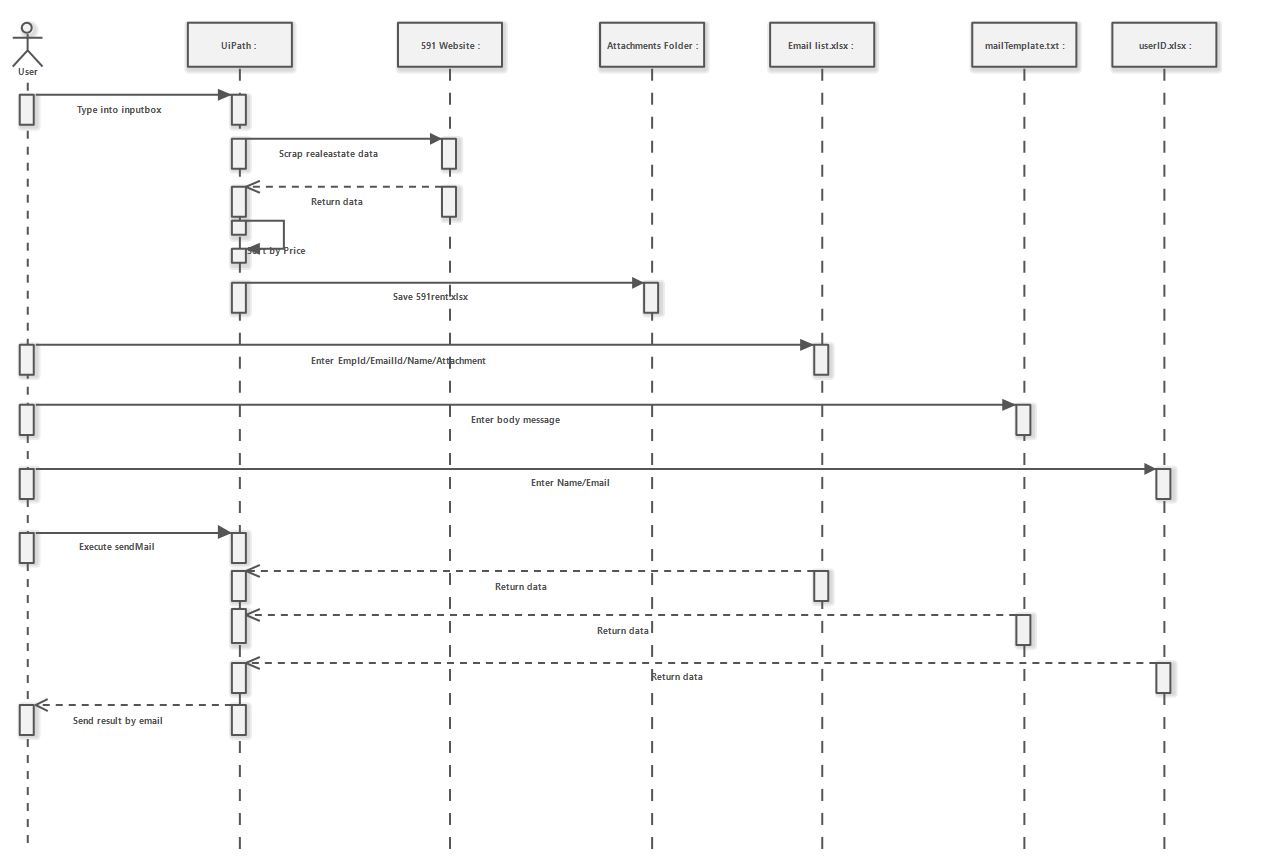 User
UiPath :
591 Website :
Attachments Folder :
Email list.xlsx :
mailTemplate.txt :
userID.xlsx :
Type into inputbox
Scrap realeastate data
Return data
by Price
Save 591rent.xlsx
Enter EmpId/EmailId/Name/Attachment
Enter body message
Enter Name/Email
Execute sendMail
Return data
Return data
Return data
Send result by email